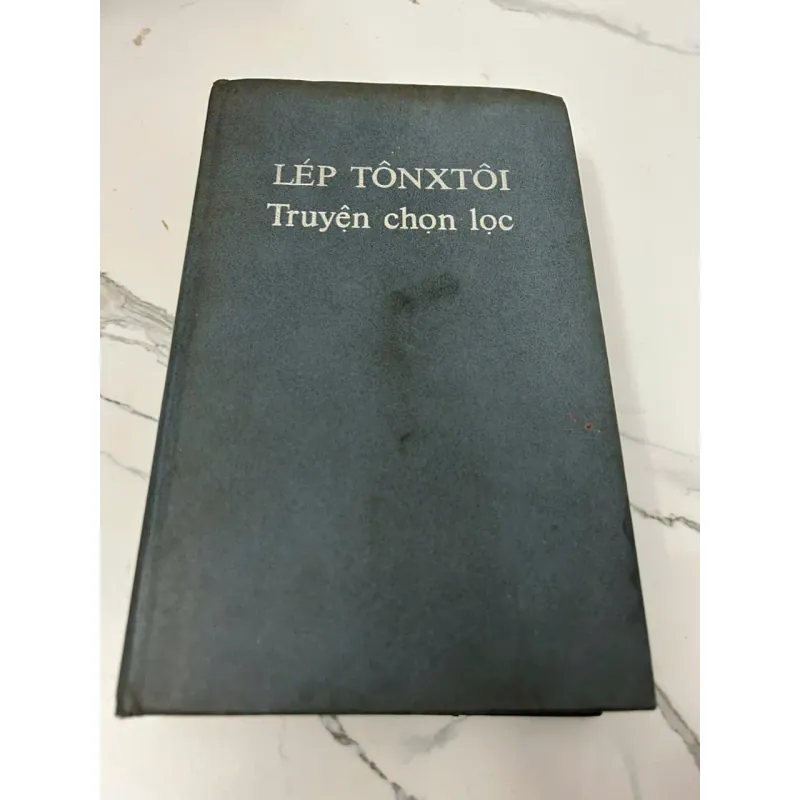 LÉP TÔNXTÔI
Truyện chọn lọc